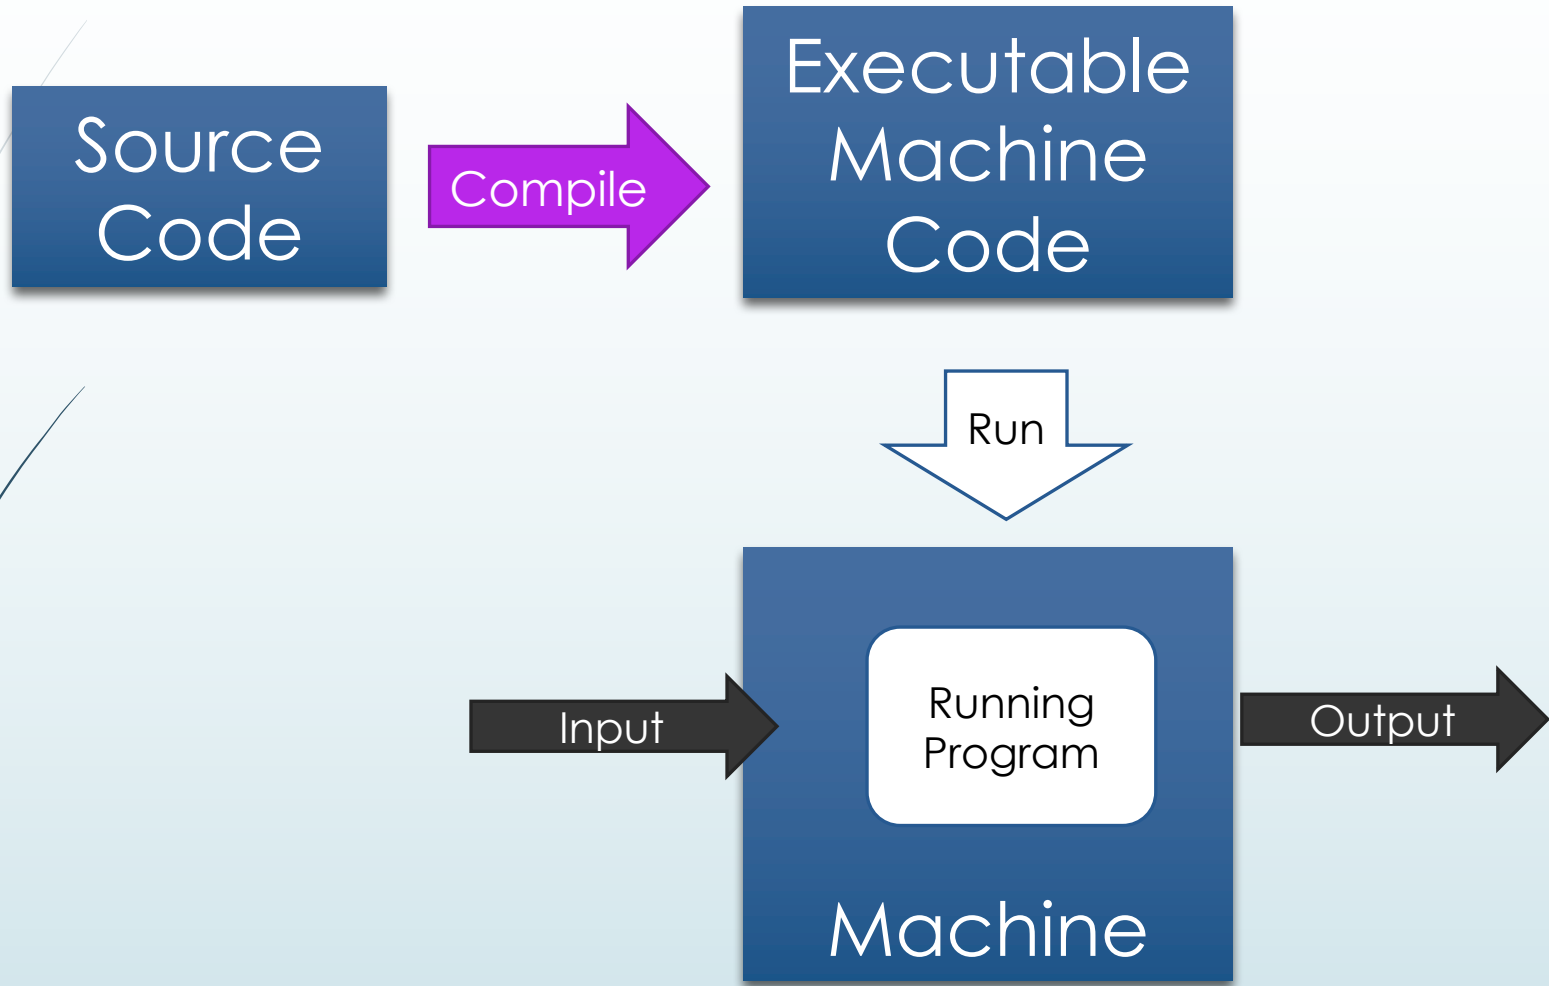 Source
Code
Compile
Executable
Machine
Code
Run
Input
Running
Program
Output
Machine